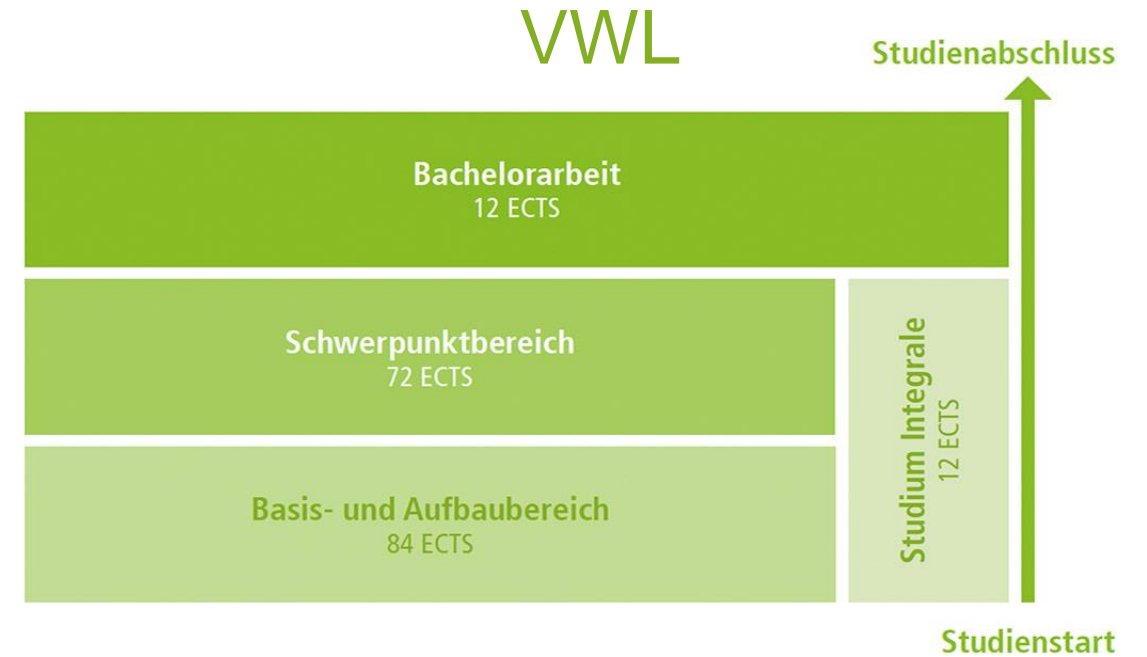 VWL
Studienabschluss
Bachelorarbeit
12 ECTS
Schwerpunktbereich
72 ECTS
Basis- und Aufbaubereich
84 ECTS
Studium Integrale
12 ECTS
Studienstart